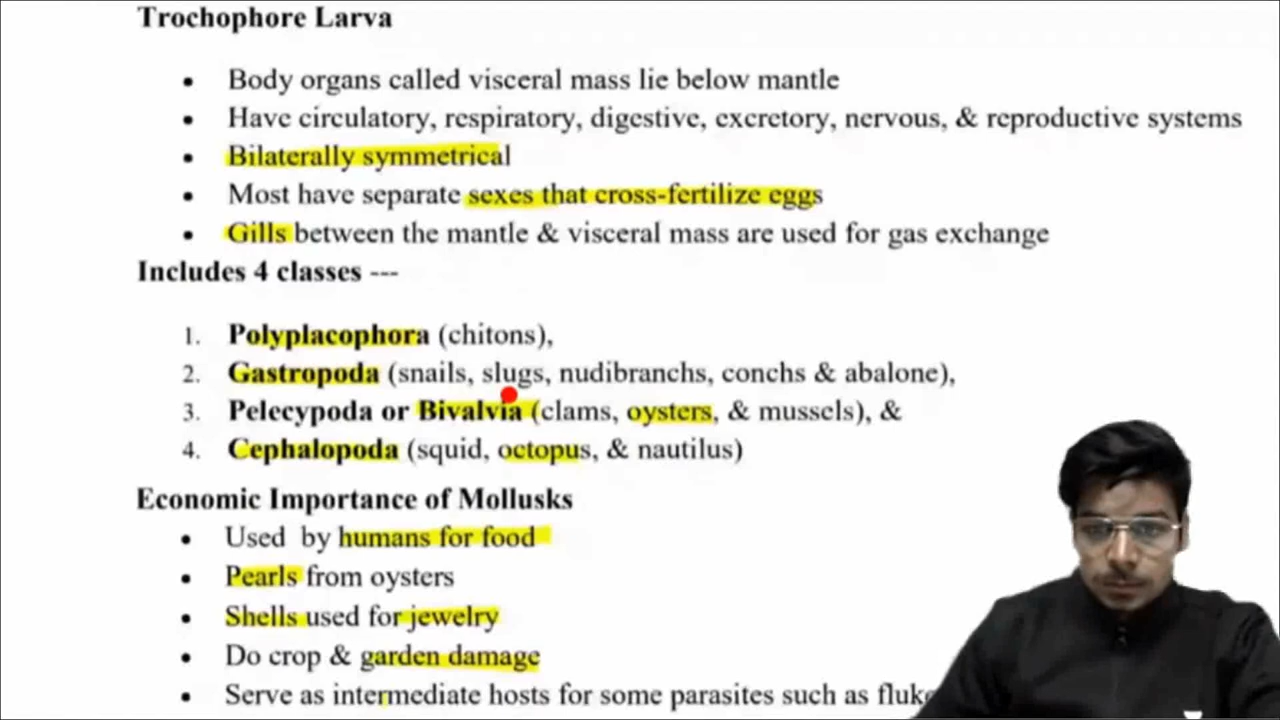 Trochophore Larva
• Body organs called visceral mass lie below mantle
• Have circulatory, respiratory, digestive, excretory, nervous, & reproductive systems
• Bilaterally symmetrical
• Most have separate sexes that cross-fertilize eggs
• Gills between the mantle & visceral mass are used for gas exchange
Includes 4 classes ---
1. Polyplacophora (chitons),
2. Gastropoda (snails, slugs, nudibranchs, conchs & abalone),
3. Pelecypoda or Bivalvia (clams, oysters, & mussels), &
4. Cephalopoda (squid, octopus, & nautilus)
Economic Importance of Mollusks
• Used by humans for food
• Pearls from oysters
• Shells used for jewelry
• Do crop & garden damage
• Serve as intermediate hosts for some parasites such as